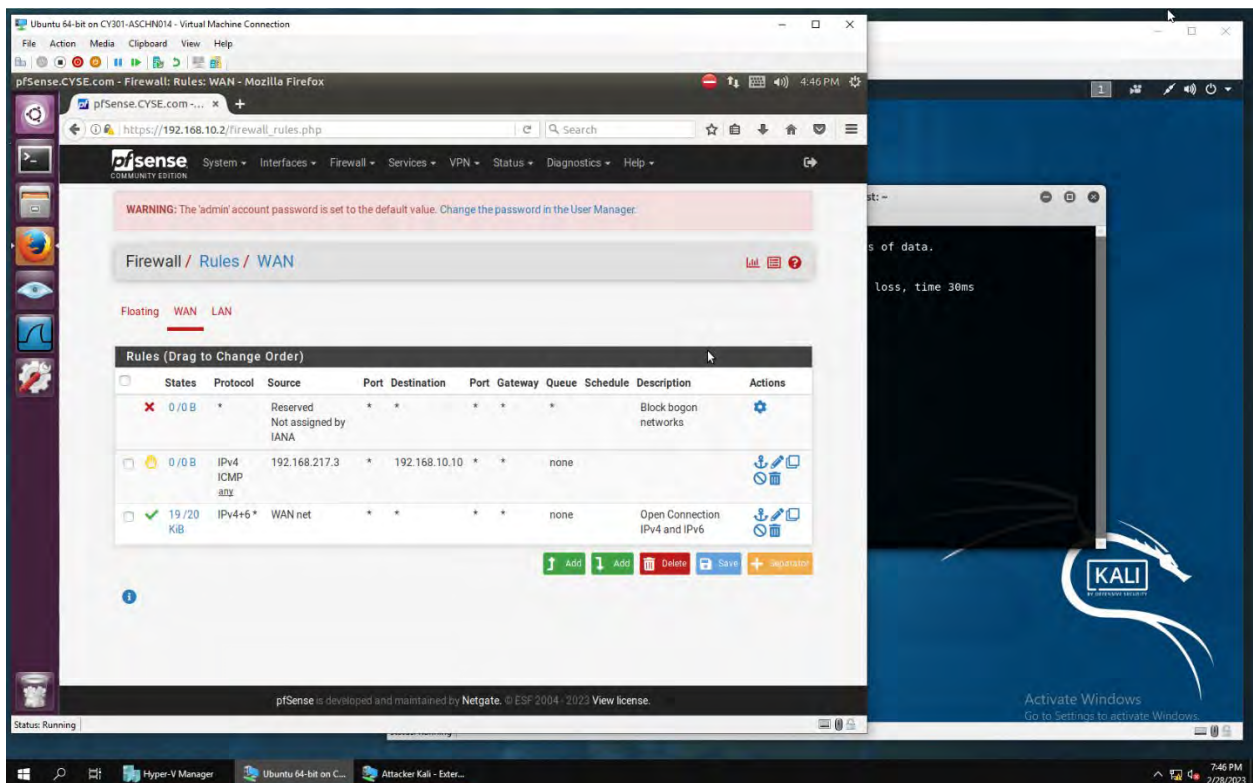 Ubuntu 64-bit on CY301-ASCHN014 - Virtual Machine Connection
File Action Media Clipboard View Help
pfSense.CYSE.com - Firewall: Rules: WAN - Mozilla Firefox
4:46 PM
pfSense.CYSE.com -... × +
https://192.168.10.2/firewall_rules.php
Search
1
pfsense
COMMUNITY EDITION
System Interfaces Firewall Services VPN Status Diagnostics Help
WARNING: The 'admin' account password is set to the default value. Change the password in the User Manager.
st: ~
Firewall / Rules / WAN
s of data.
loss, time 30ms
Floating WAN LAN
Rules (Drag to Change Order)
States Protocol Source Port Destination Port Gateway Queue Schedule Description Actions
0 /0 B * Reserved * * * * * Block bogon
Not assigned by networks
IANA
0 /0 B IPv4 192.168.217.3 * 192.168.10.10 * * none
ICMP
any
19 /20 IPv4+6 * WAN net * * * * none Open Connection
KiB IPv4 and IPv6
Add Add Delete Save Separator
KALI
BY OFFENSIVE SECURITY
pfSense is developed and maintained by Netgate. © ESF 2004 - 2023 View license.
Activate Windows
Go to Settings to activate Windows.
Status: Running
Hyper-V Manager
Ubuntu 64-bit on C...
Attacker Kali - Exter...
7:46 PM
2/28/2023